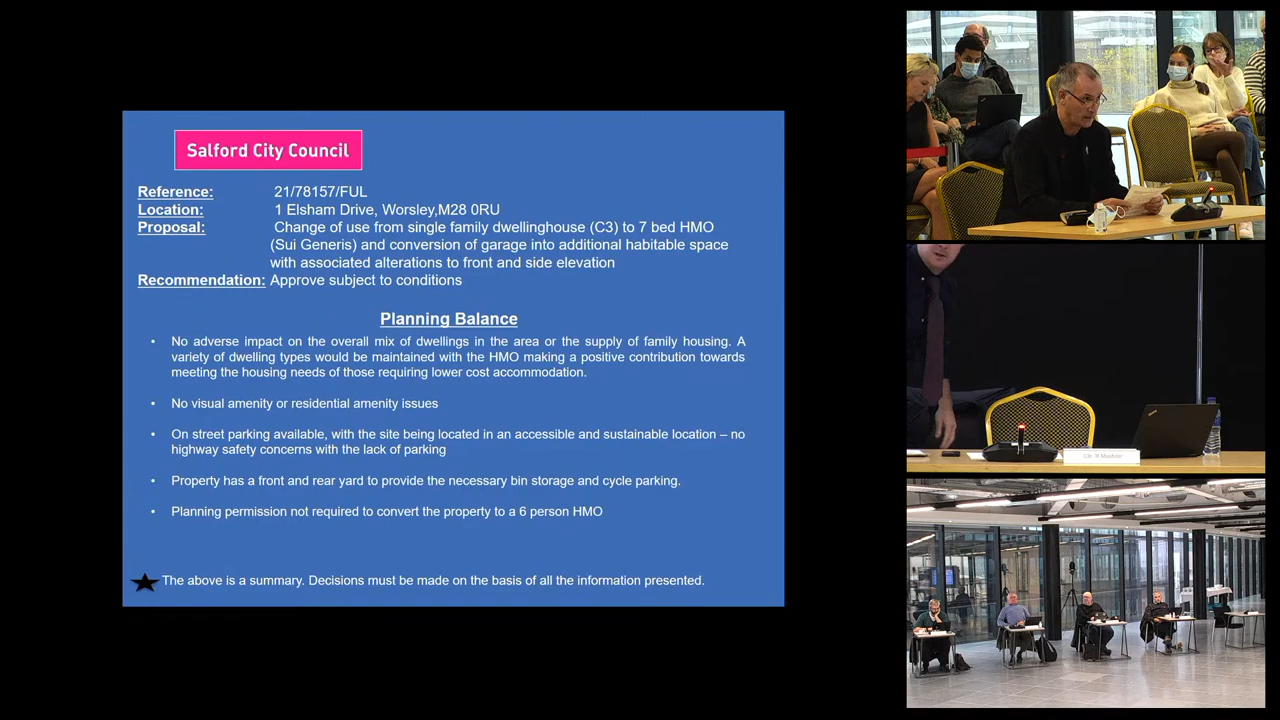 Salford City Council
Reference: 21/78157/FUL
Location: 1 Elsham Drive, Worsley,M28 0RU
Proposal: Change of use from single family dwellinghouse (C3) to 7 bed HMO
(Sui Generis) and conversion of garage into additional habitable space
with associated alterations to front and side elevation
Recommendation: Approve subject to conditions
Planning Balance
• No adverse impact on the overall mix of dwellings in the area or the supply of family housing. A
variety of dwelling types would be maintained with the HMO making a positive contribution towards
meeting the housing needs of those requiring lower cost accommodation.
• No visual amenity or residential amenity issues
• On street parking available, with the site being located in an accessible and sustainable location – no
highway safety concerns with the lack of parking
• Property has a front and rear yard to provide the necessary bin storage and cycle parking.
• Planning permission not required to convert the property to a 6 person HMO
The above is a summary. Decisions must be made on the basis of all the information presented.